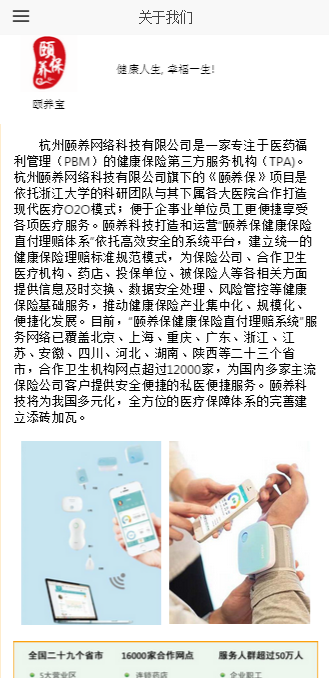 关于我们
颐养保
健康人生, 幸福一生!
颐养宝
杭州颐养网络科技有限公司是一家专注于医药福
利管理（PBM）的健康保险第三方服务机构（TPA）。
杭州颐养网络科技有限公司旗下的《颐养保》项目是
依托浙江大学的科研团队与其下属各大医院合作打造
现代医疗O2O模式；便于企事业单位员工更便捷享受
各项医疗服务。颐养科技打造和运营“颐养保健康保险
直付理赔体系”依托高效安全的系统平台，建立统一的
健康保险理赔标准规范模式，为保险公司、合作卫生
医疗机构、药店、投保单位、被保险人等各相关方面
提供信息及时交换、数据安全处理、风险管控等健康
保险基础服务，推动健康保险产业集中化、规模化、
便捷化发展。目前，“颐养保健康保险直付理赔系统”服
务网络已覆盖北京、上海、重庆、广东、浙江、江
苏、安徽、四川、河北、湖南、陕西等二十三个省
市，合作卫生机构网点超过12000家，为国内多家主流
保险公司客户提供安全便捷的私医便捷服务。颐养科
技将为我国多元化，全方位的医疗保障体系的完善建
立添砖加瓦。
全国二十九个省市 16000家合作网点 服务人群超过50万人
5大营业区 连锁药店 企业职工